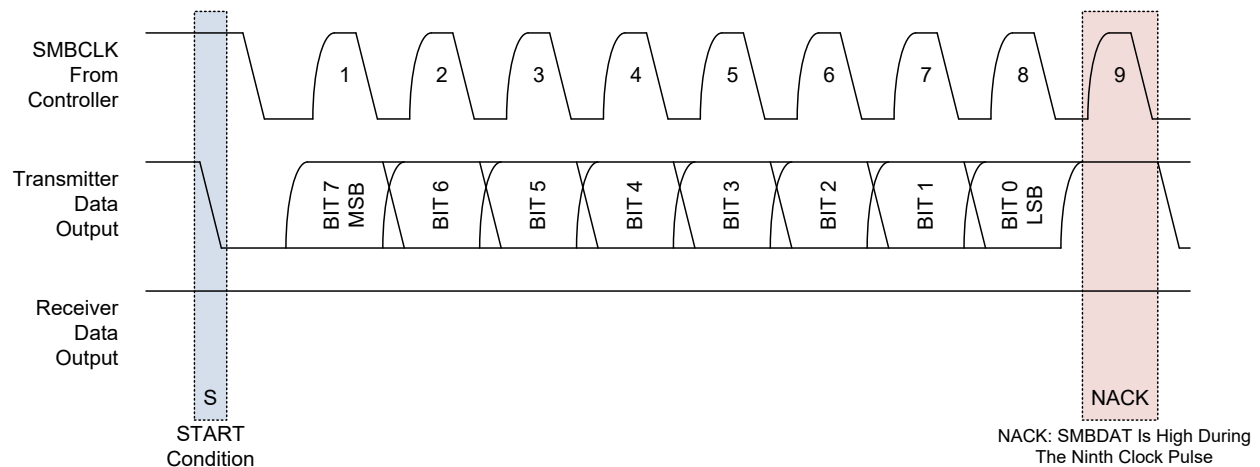 SMBCLK
From
Controller
1 2 3 4 5 6 7 8 9
Transmitter
Data
Output
BIT 7
MSB
BIT 6
BIT 5
BIT 4
BIT 3
BIT 2
BIT 1
BIT 0
LSB
Receiver
Data
Output
S
NACK
START
Condition
NACK: SMBDAT Is High During
The Ninth Clock Pulse